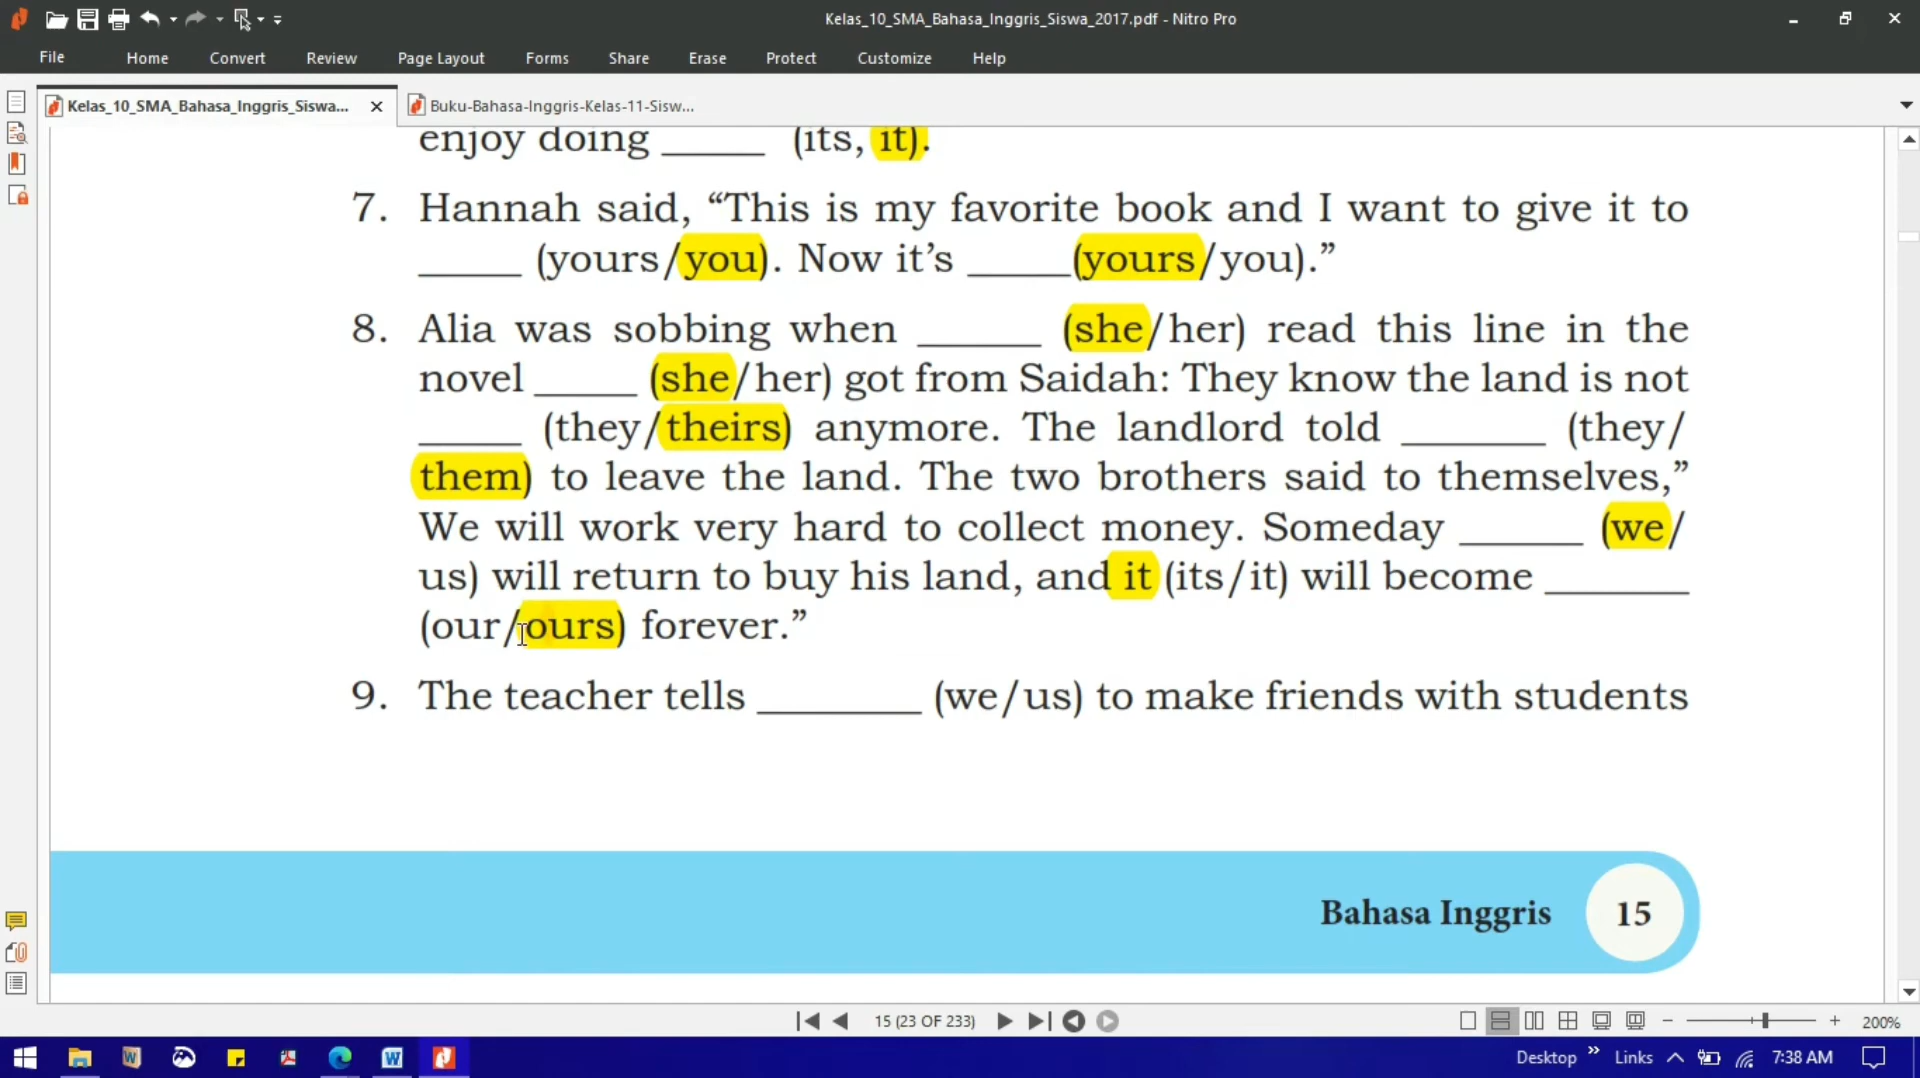 Kelas_10_SMA_Bahasa_Inggris_Siswa_2017.pdf - Nitro Pro
File Home Convert Review Page Layout Forms Share Erase Protect Customize Help
Kelas_10_SMA_Bahasa_Inggris_Siswa... Buku-Bahasa-Inggris-Kelas-11-Sisw...
enjoy doing _____ (its, it).
7. Hannah said, “This is my favorite book and I want to give it to
_____ (yours/you). Now it’s _____(yours/you).”
8. Alia was sobbing when ______ (she/her) read this line in the
novel _____ (she/her) got from Saidah: They know the land is not
_____ (they/theirs) anymore. The landlord told _______ (they/
them) to leave the land. The two brothers said to themselves,”
We will work very hard to collect money. Someday ______ (we/
us) will return to buy his land, and it (its/it) will become _______
(our/ours) forever.”
9. The teacher tells ________ (we/us) to make friends with students
Bahasa Inggris 15
15 (23 OF 233) 200%
Desktop Links 7:38 AM